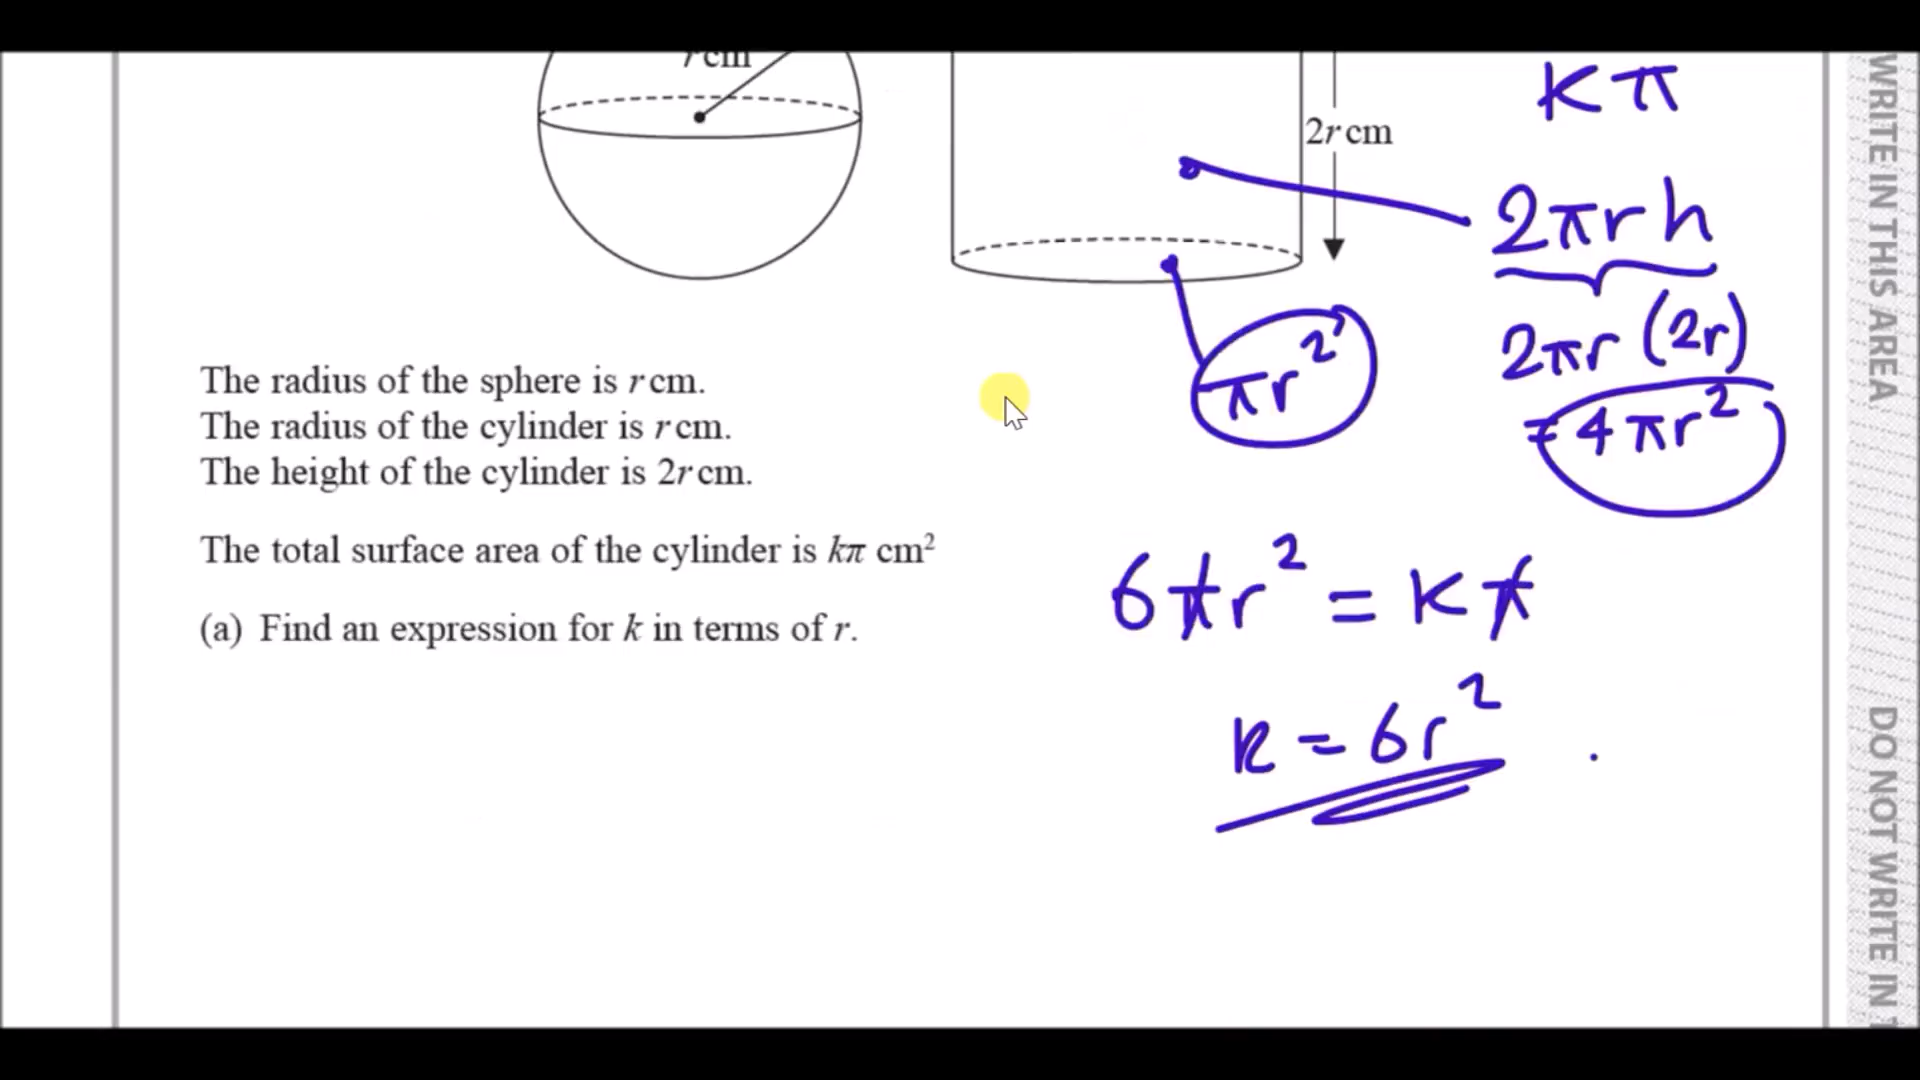 r cm
k π
WRITE IN THIS AREA
2r cm
2πrh
2πr (2r)
πr²
= 4πr²
The radius of the sphere is r cm.
The radius of the cylinder is r cm.
The height of the cylinder is 2r cm.
The total surface area of the cylinder is kπ cm²
6πr² = kπ
(a) Find an expression for k in terms of r.
k = 6r²
DO NOT WRITE IN